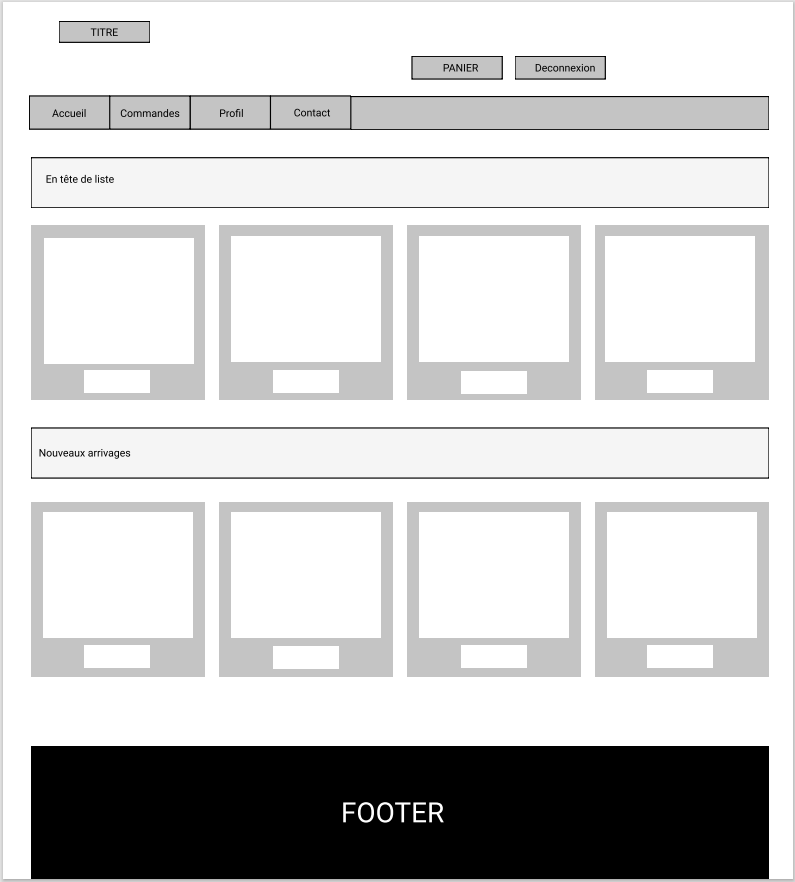 TITRE
PANIER
Deconnexion
Accueil
Commandes
Profil
Contact
En tête de liste
Nouveaux arrivages
FOOTER